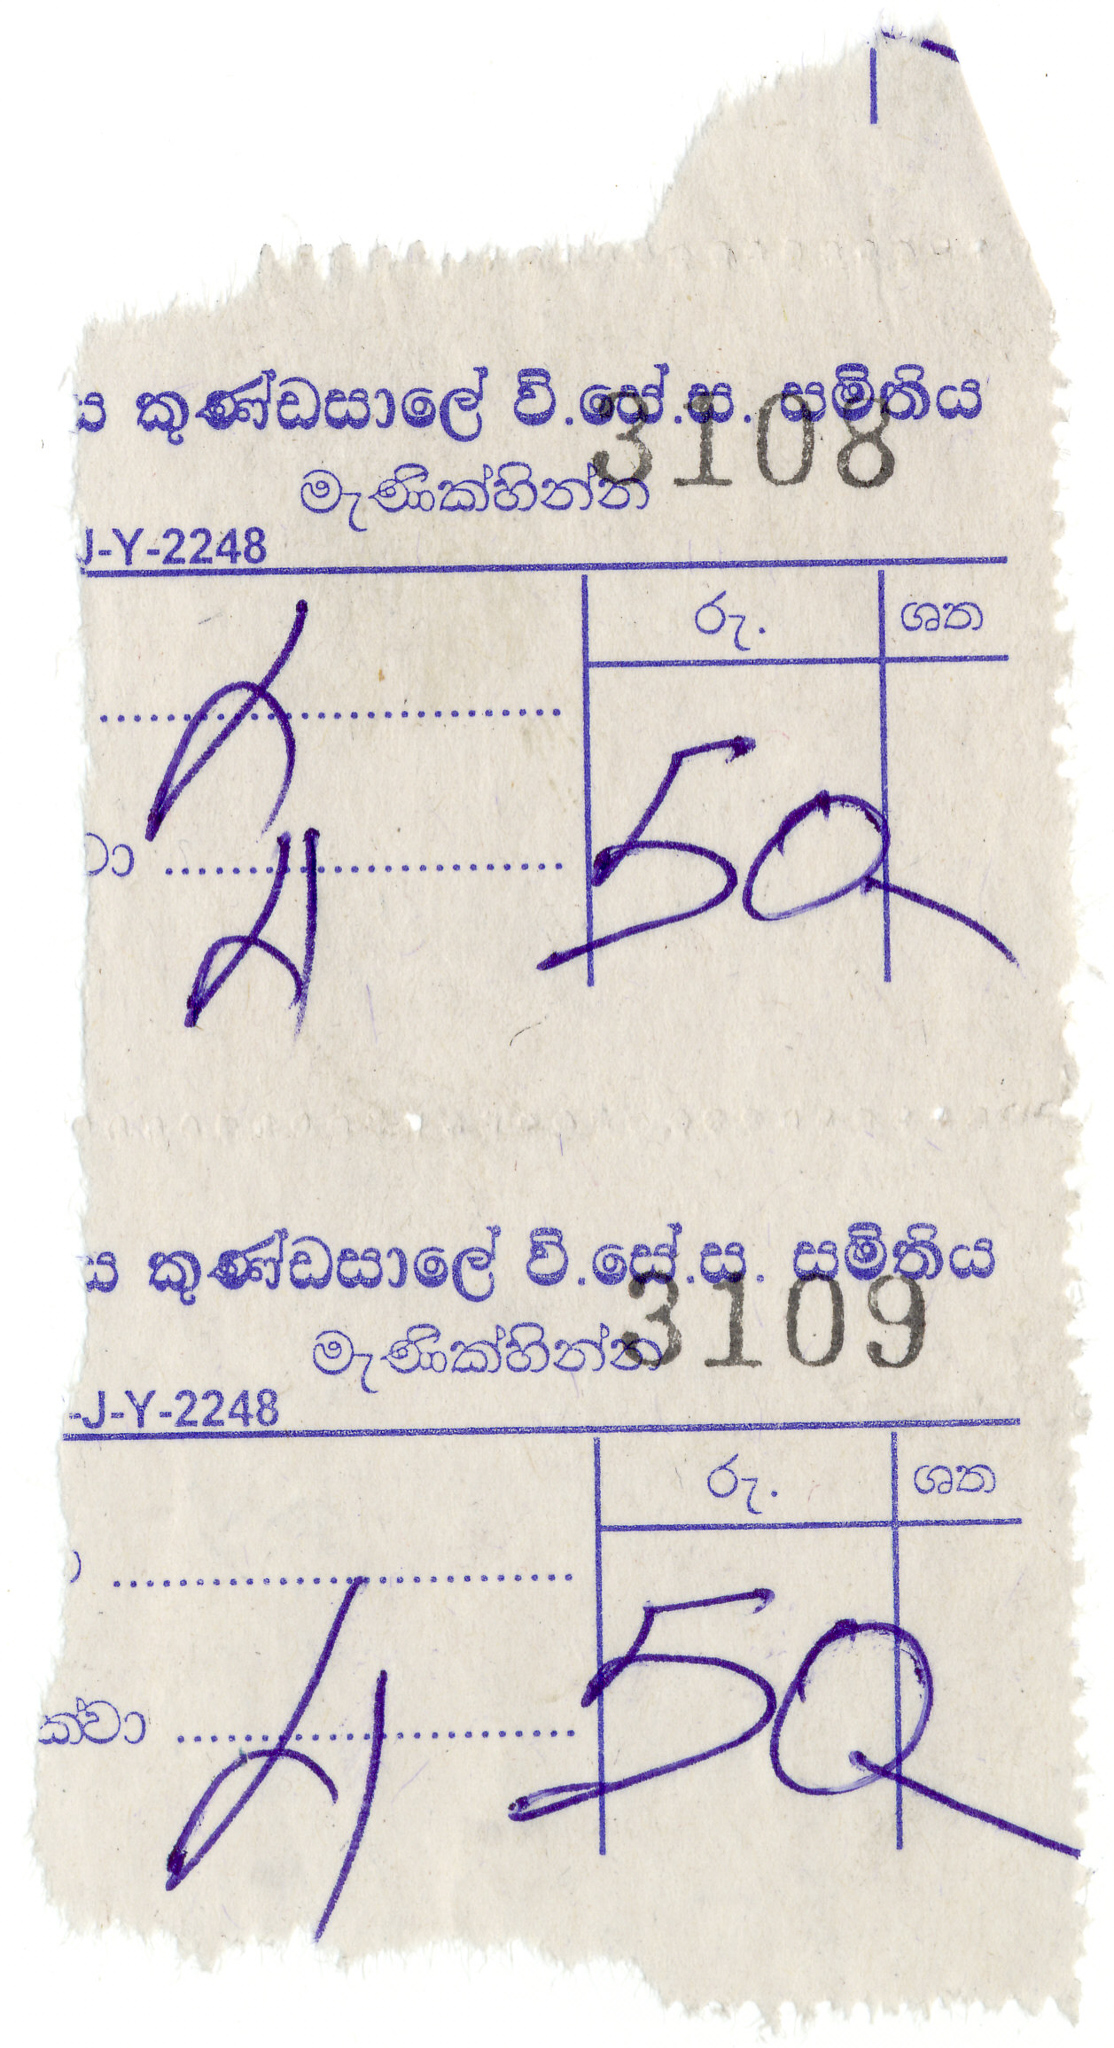 ය කුණ්ඩසාලේ වි.සේ.ස. සමිතිය
3108
මැණික්හින්න
J-Y-2248
රු. ශත
වා
50
ය කුණ්ඩසාලේ වි.සේ.ස. සමිතිය
3109
මැණික්හින්න
-J-Y-2248
රු. ශත
ක්වා
50